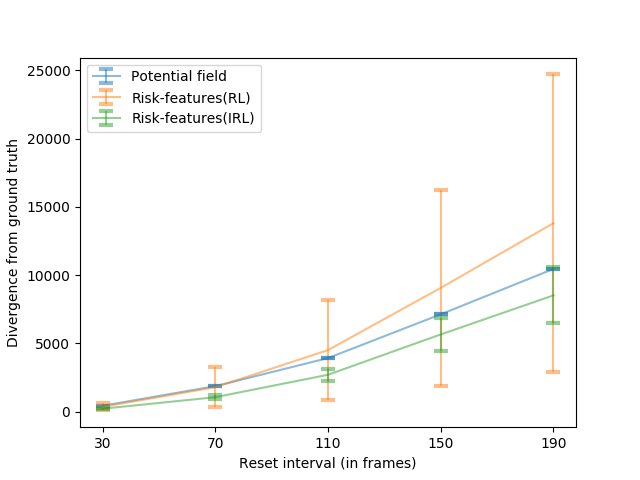 Potential field
Risk-features(RL)
Risk-features(IRL)
Divergence from ground truth
25000
20000
15000
10000
5000
0
30 70 110 150 190
Reset interval (in frames)